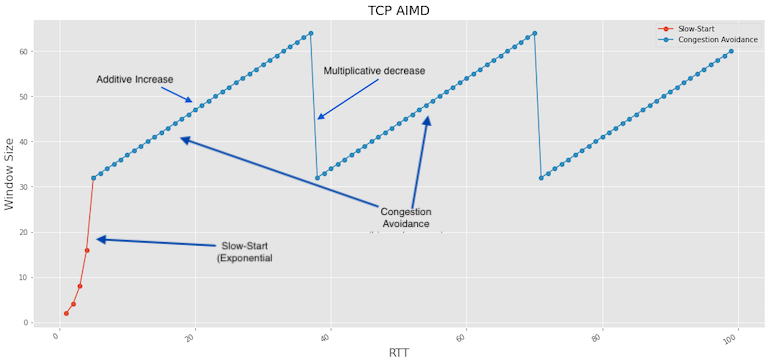 TCP AIMD
Slow-Start
Congestion Avoidance
Additive Increase
Multiplicative decrease
Congestion
Avoidance
Slow-Start
(Exponential
Window Size
60
50
40
30
20
10
0
0
20
40
60
80
100
RTT